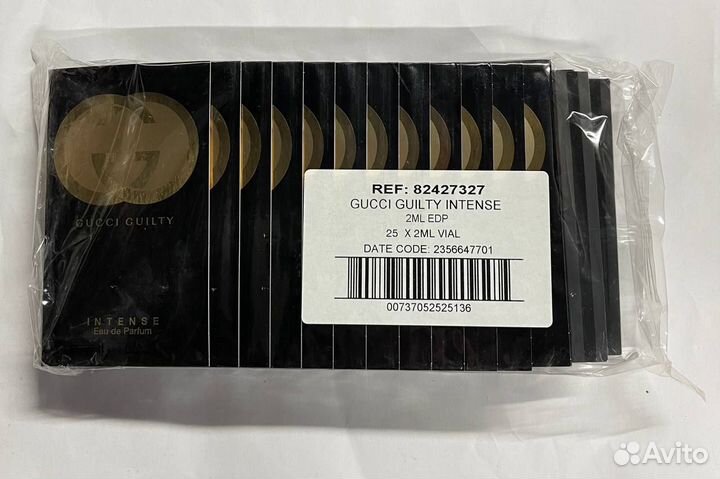 GUCCI GUILTY
INTENSE
Eau de Parfum
REF: 82427327
GUCCI GUILTY INTENSE
2ML EDP
25 X 2ML VIAL
DATE CODE: 2356647701
00737052525136
Avito